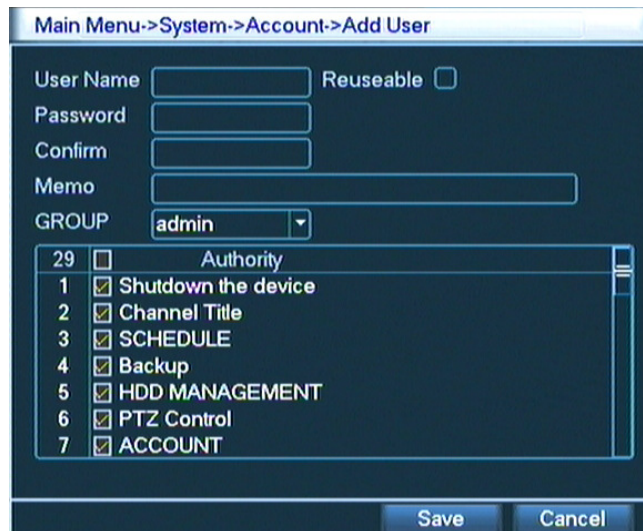 Main Menu->System->Account->Add User
User Name Reuseable
Password
Confirm
Memo
GROUP admin
29 Authority
1 Shutdown the device
2 Channel Title
3 SCHEDULE
4 Backup
5 HDD MANAGEMENT
6 PTZ Control
7 ACCOUNT
Save Cancel